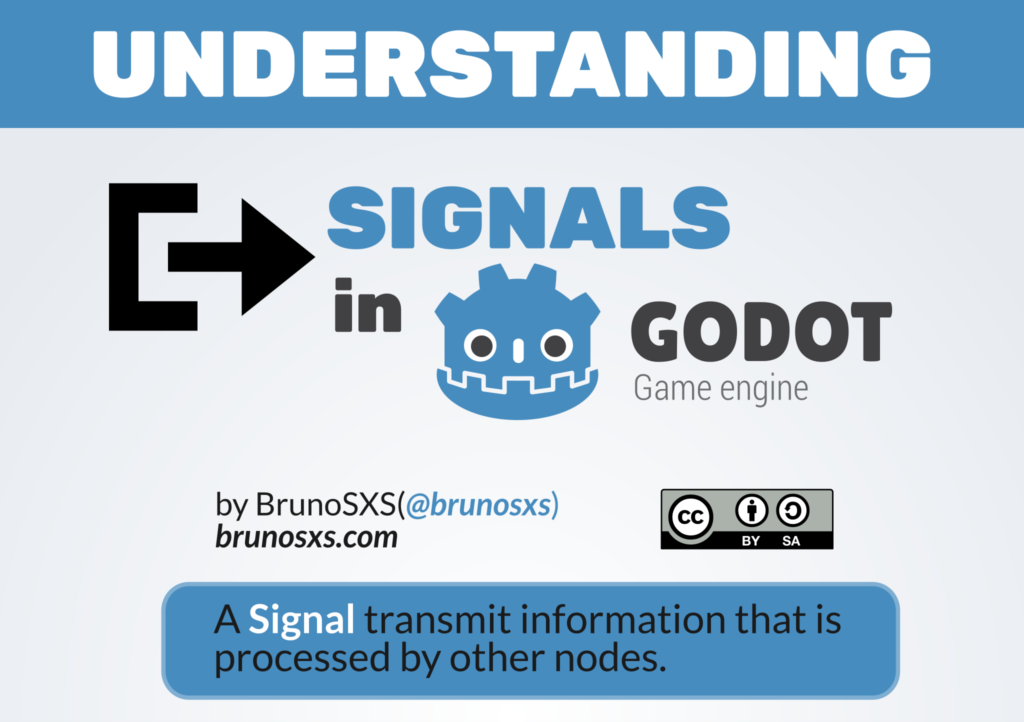 UNDERSTANDING
SIGNALS
in
GODOT
Game engine
by BrunoSXS(@brunosxs)
brunosxs.com
cc
BY SA
A Signal transmit information that is
processed by other nodes.